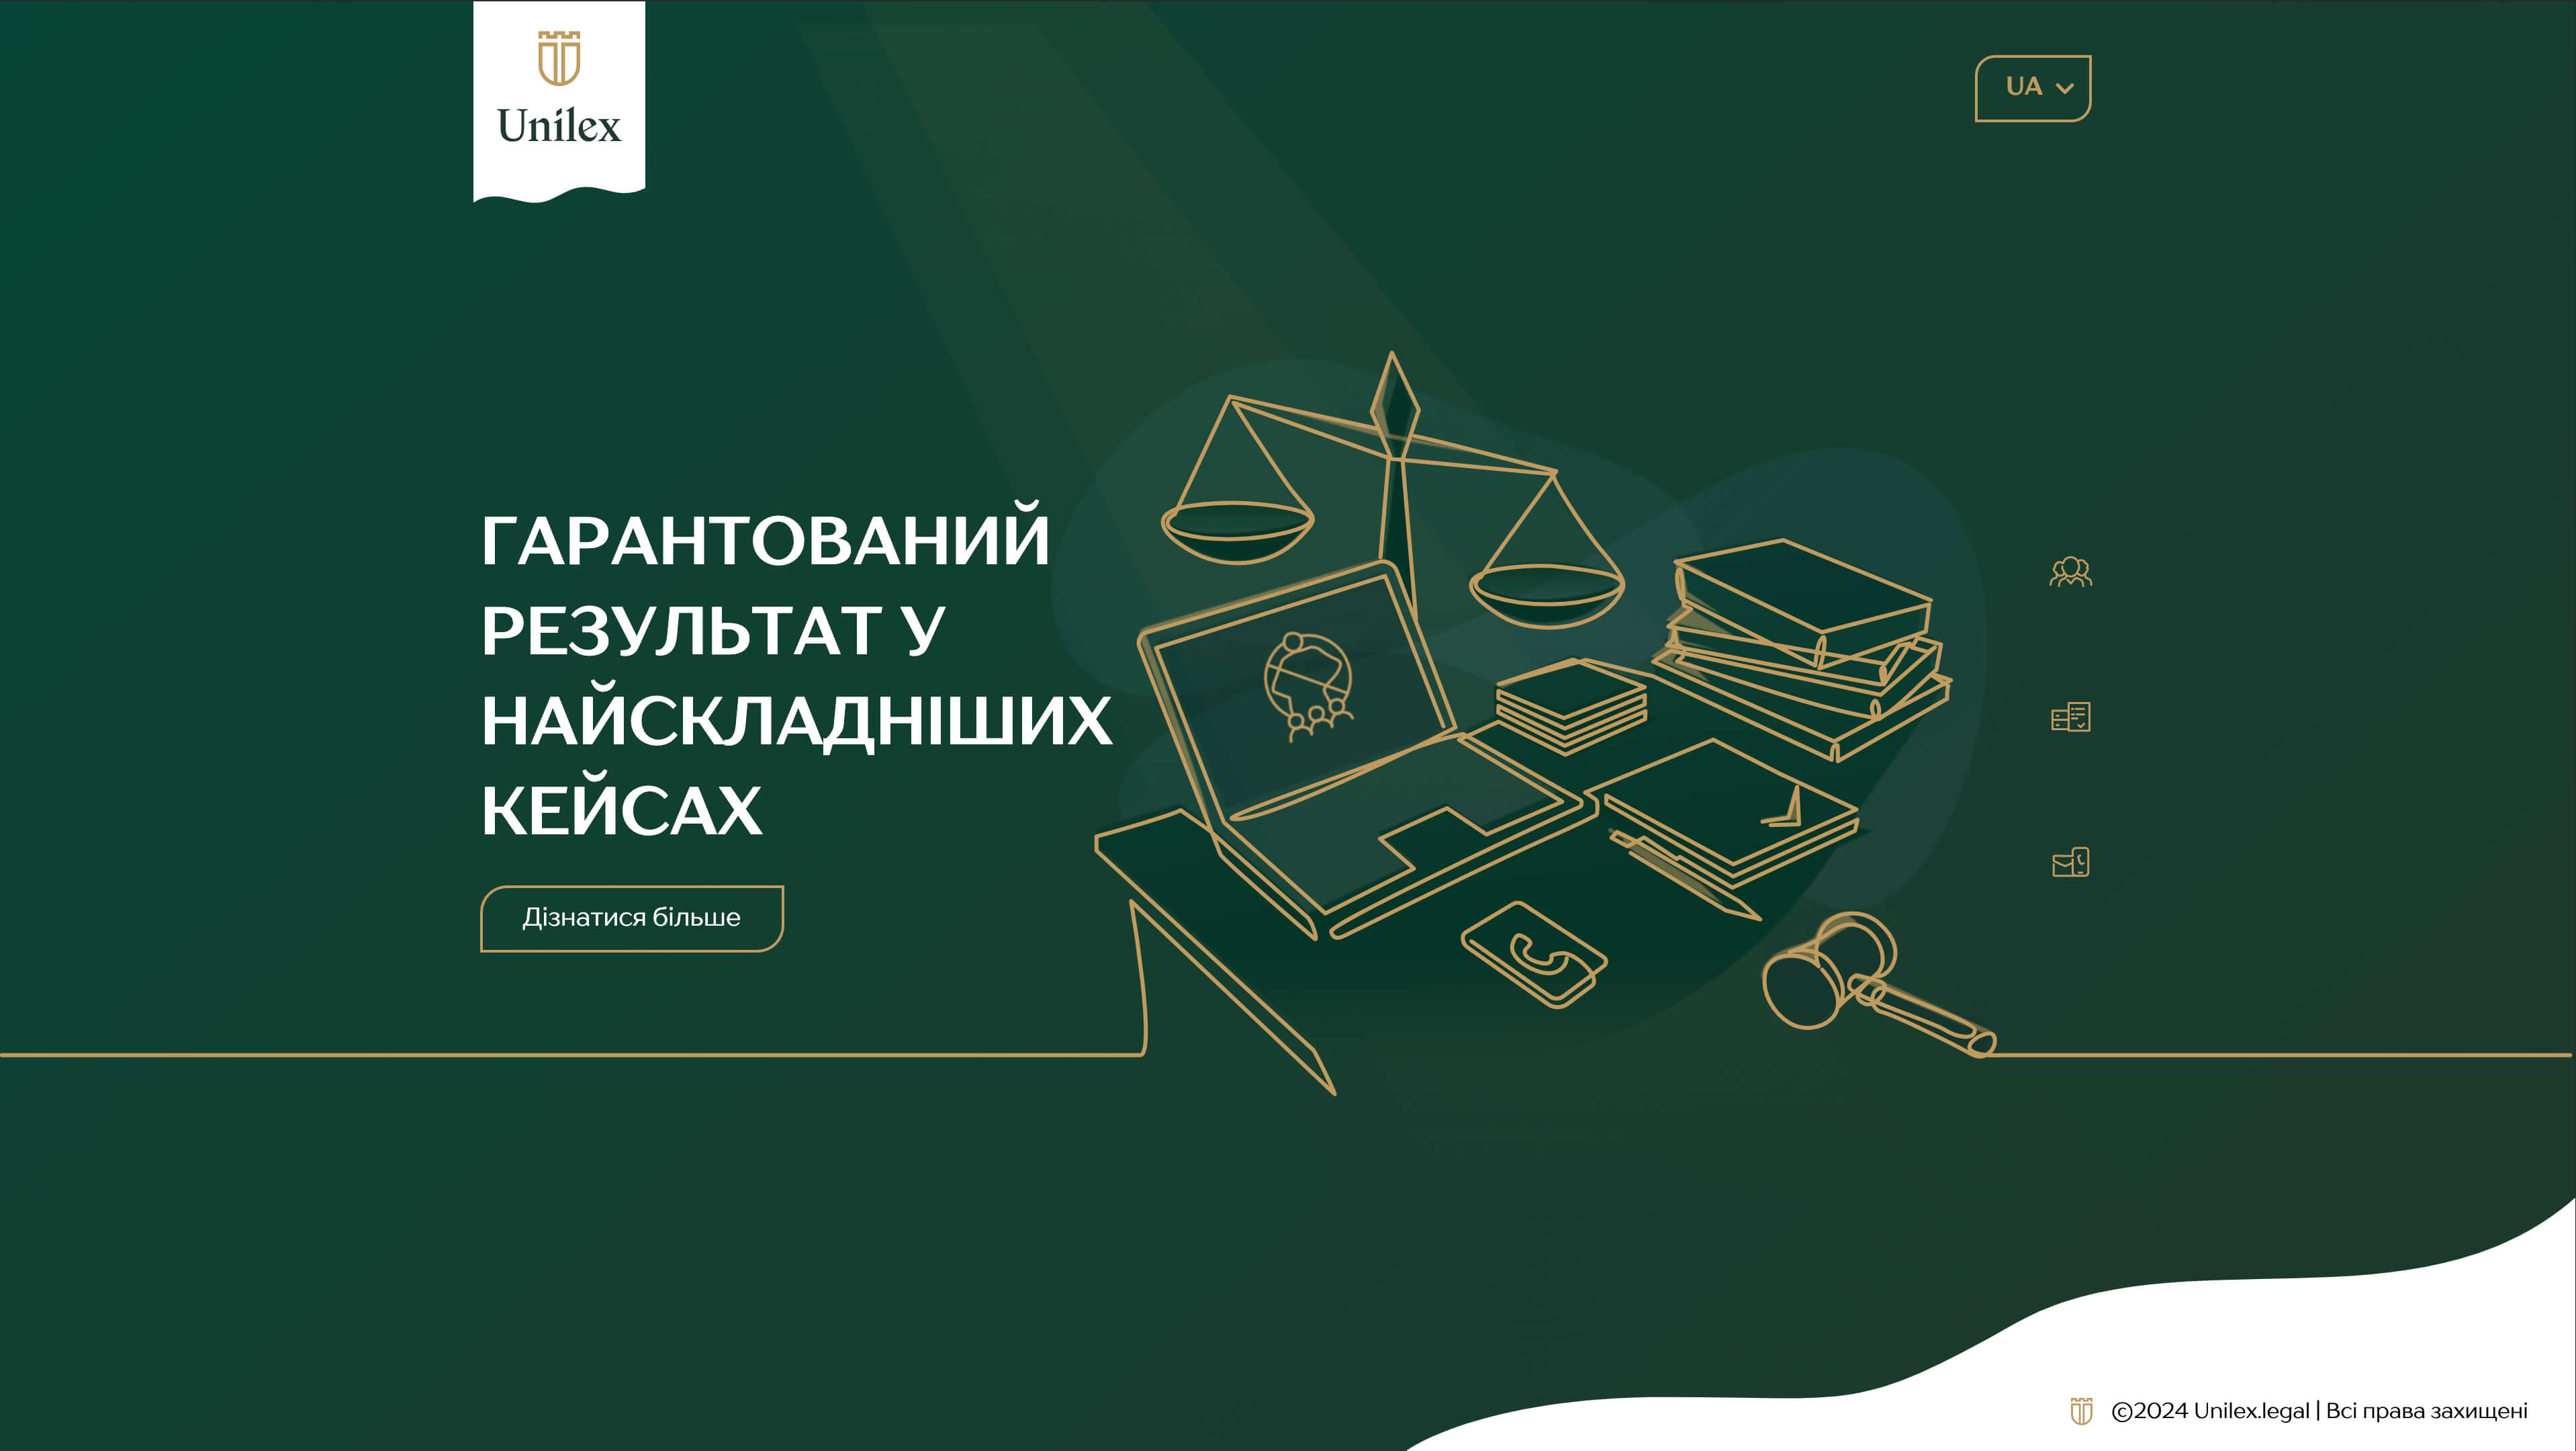 Unilex
UA
ГАРАНТОВАНИЙ
РЕЗУЛЬТАТ У
НАЙСКЛАДНІШИХ
КЕЙСАХ
Дізнатися більше
©2024 Unilex.legal | Всі права захищені